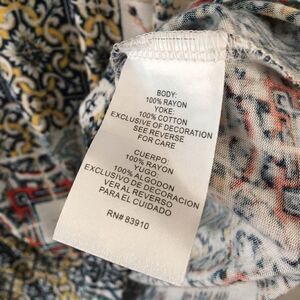 BODY:
100% RAYON
YOKE:
100% COTTON
EXCLUSIVE OF DECORATION
SEE REVERSE
FOR CARE
CUERPO:
100% RAYON
YUGO:
100% ALGODON
EXCLUSIVE DE DECORACION
VER AL REVERSO
PARA EL CUIDADO
RN# 83910